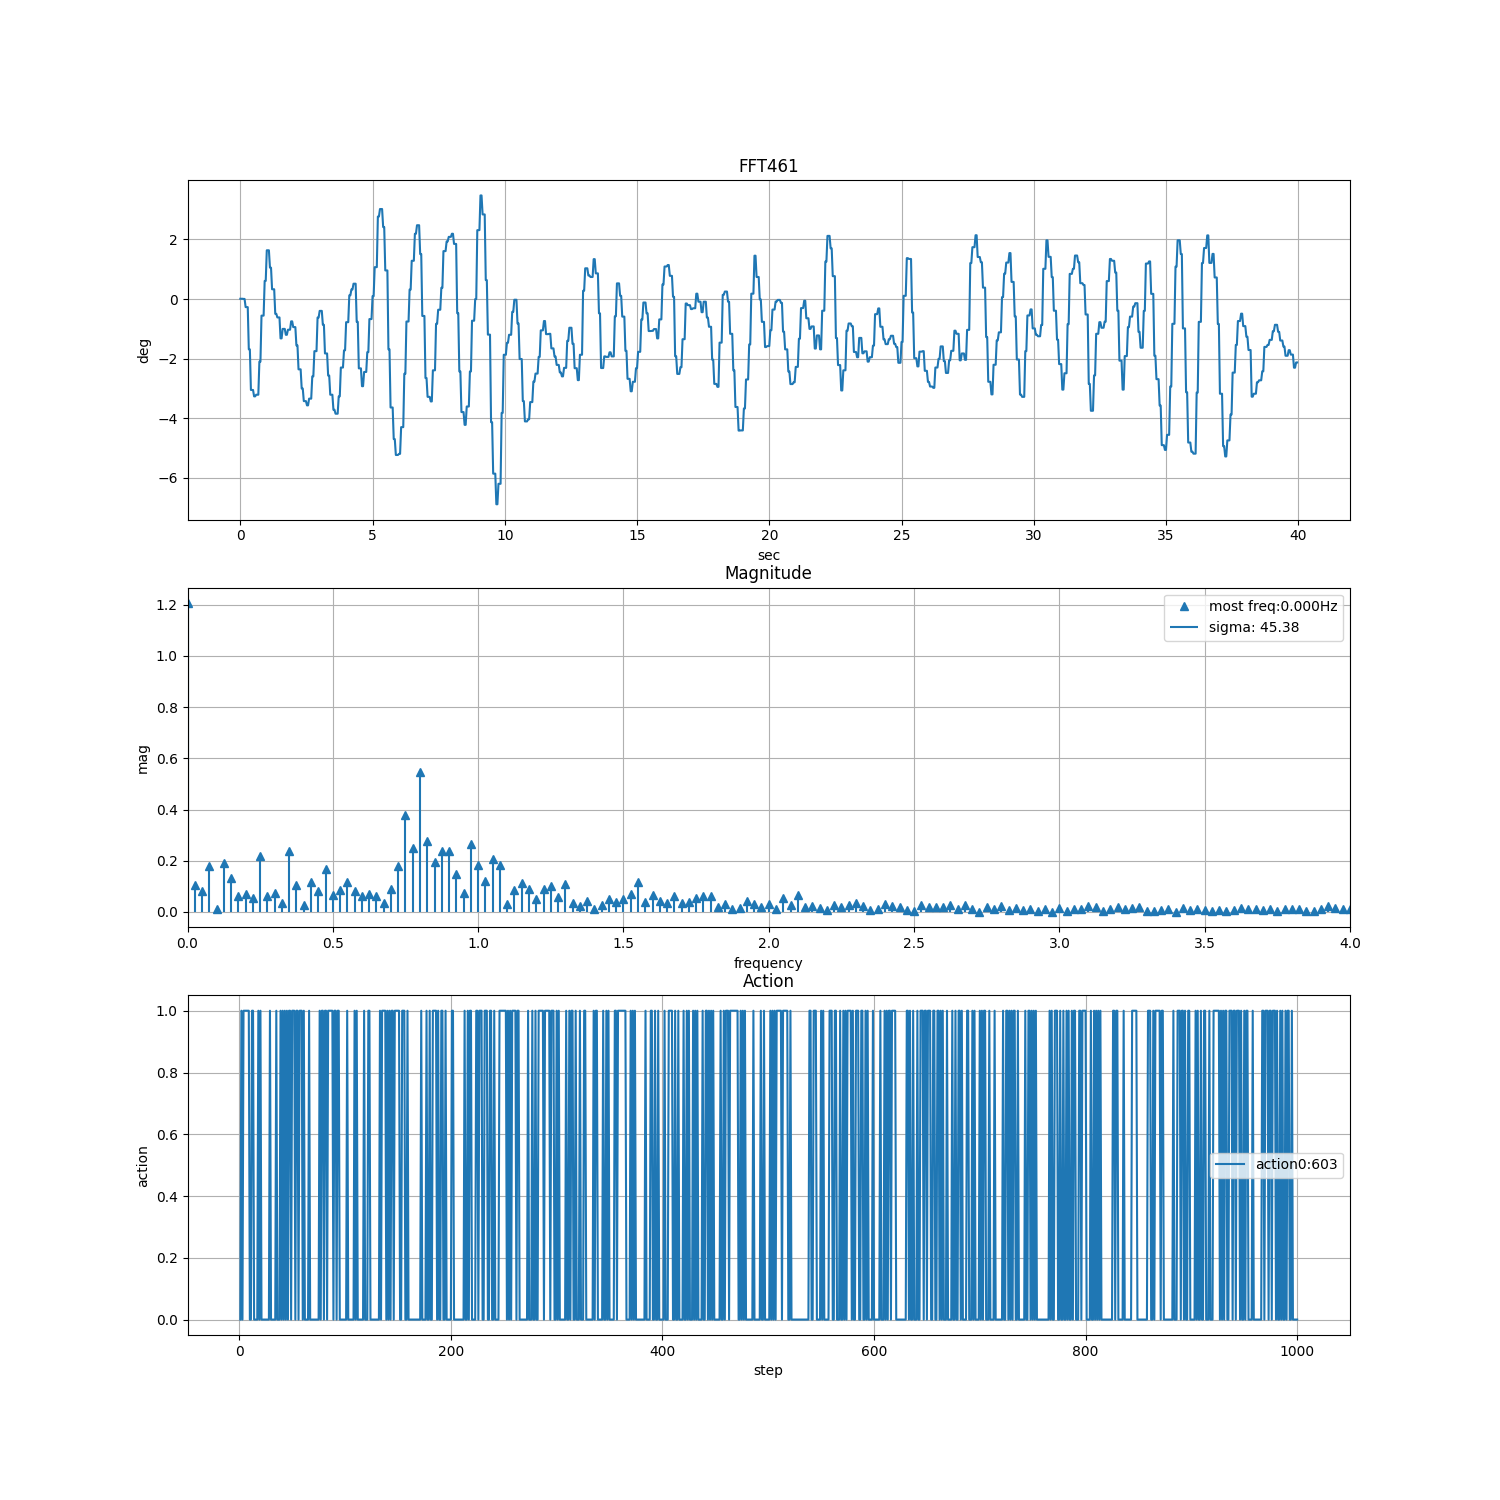 FFT461
2
0
−2
−4
−6
deg
0 5 10 15 20 25 30 35 40
sec
Magnitude
1.2
1.0
0.8
0.6
0.4
0.2
0.0
mag
most freq:0.000Hz
sigma: 45.38
0.0 0.5 1.0 1.5 2.0 2.5 3.0 3.5 4.0
frequency
Action
1.0
0.8
0.6
0.4
0.2
0.0
action
action0:603
0 200 400 600 800 1000
step